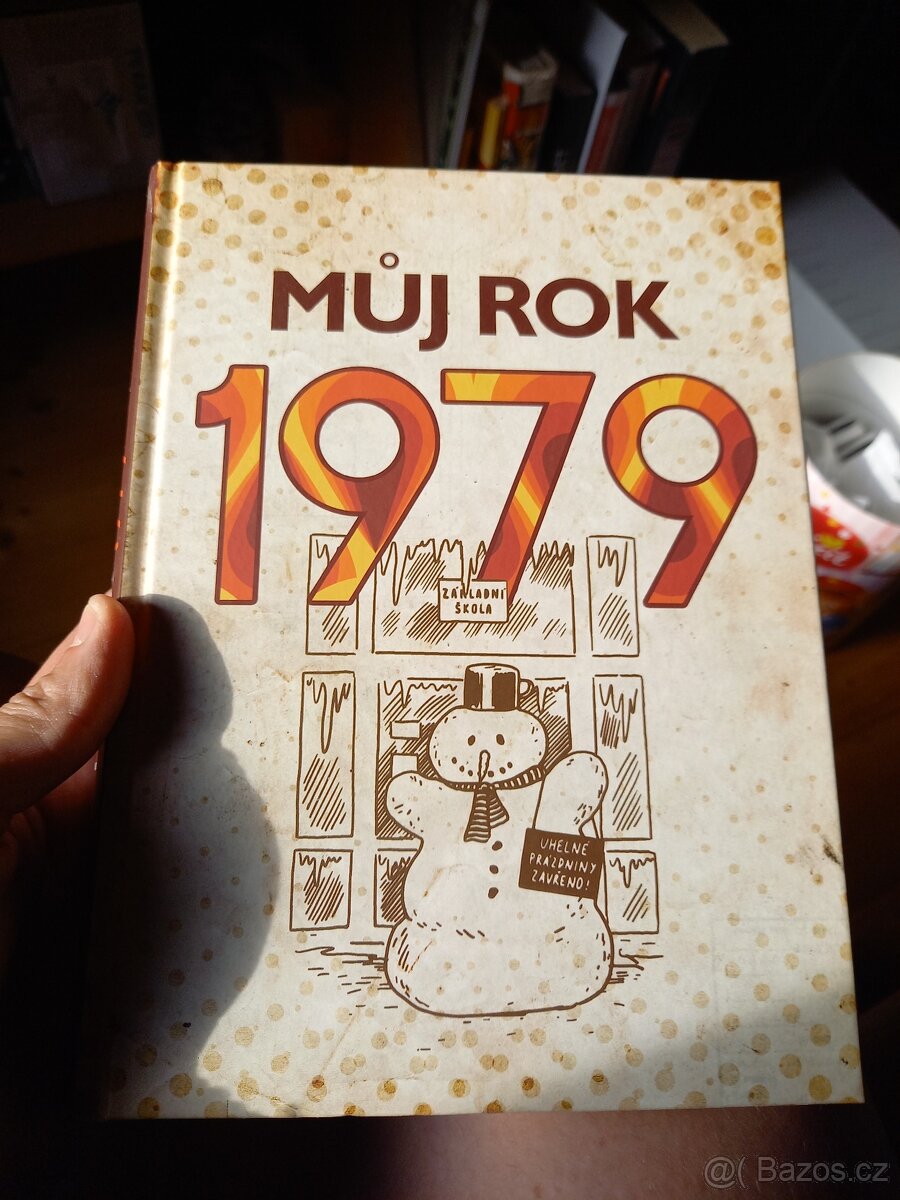 MŮJ ROK
1979
ZÁKLADNÍ
ŠKOLA
UHELNÉ
PRÁZDNINY
ZAVŘENO!
@( Bazos.cz